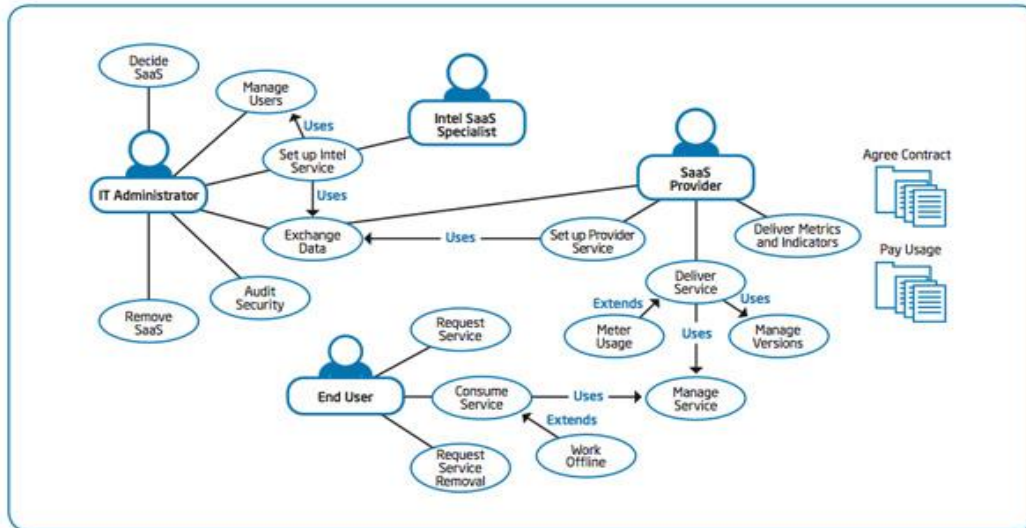 Decide
SaaS
Manage
Users
Intel SaaS
Specialist
Uses
Set up Intel
Service
SaaS
Provider
Agree Contract
IT Administrator
Uses
Exchange
Data
Uses
Set up Provider
Service
Deliver Metrics
and Indicators
Pay Usage
Audit
Security
Remove
SaaS
Deliver
Service
Extends
Uses
Meter
Usage
Uses
Manage
Versions
Request
Service
End User
Consume
Service
Uses
Manage
Service
Extends
Work
Offline
Request
Service
Removal